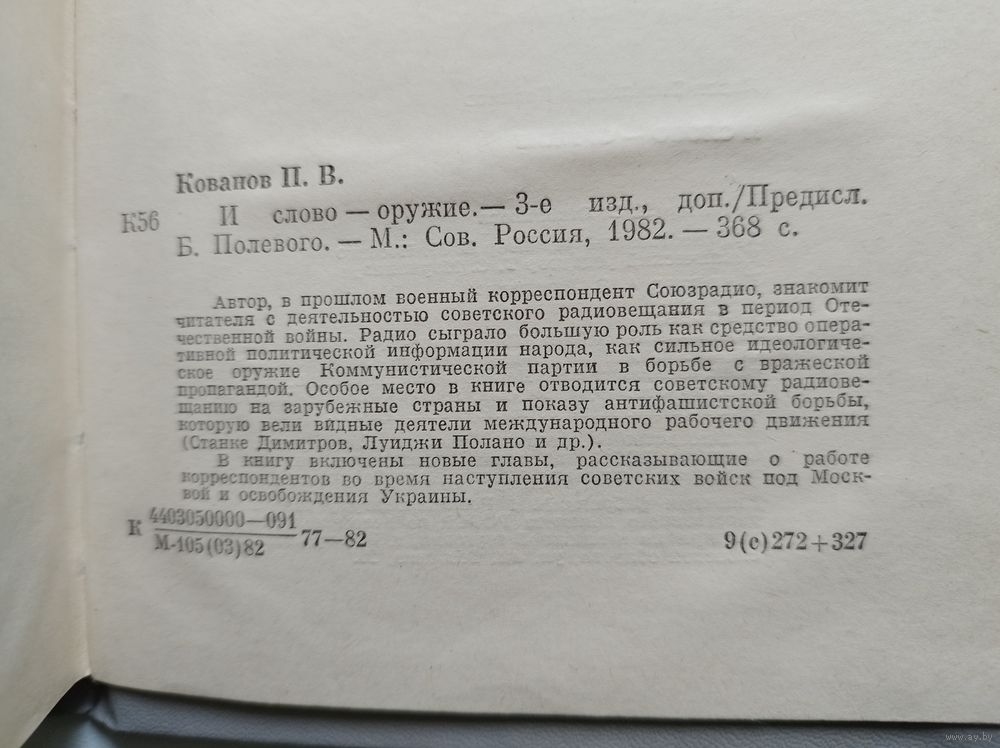 Кованов П. В.
К56 И слово — оружие. — 3-е изд., доп./Предисл.
Б. Полевого. — М.: Сов. Россия, 1982. — 368 с.
Автор, в прошлом военный корреспондент Союзрадио, знакомит
читателя с деятельностью советского радиовещания в период Оте-
чественной войны. Радио сыграло большую роль как средство опера-
тивной политической информации народа, как сильное идеологиче-
ское оружие Коммунистической партии в борьбе с вражеской
пропагандой. Особое место в книге отводится советскому радиове-
щанию на зарубежные страны и показу антифашистской борьбы,
которую вели видные деятели международного рабочего движения
(Станке Димитров, Луиджи Полано и др.).
В книгу включены новые главы, рассказывающие о работе
корреспондентов во время наступления советских войск под Моск-
вой и освобождения Украины.
К 4403050000—091
М-105(03)82 77—82 9(с)272+327
www.ay.by